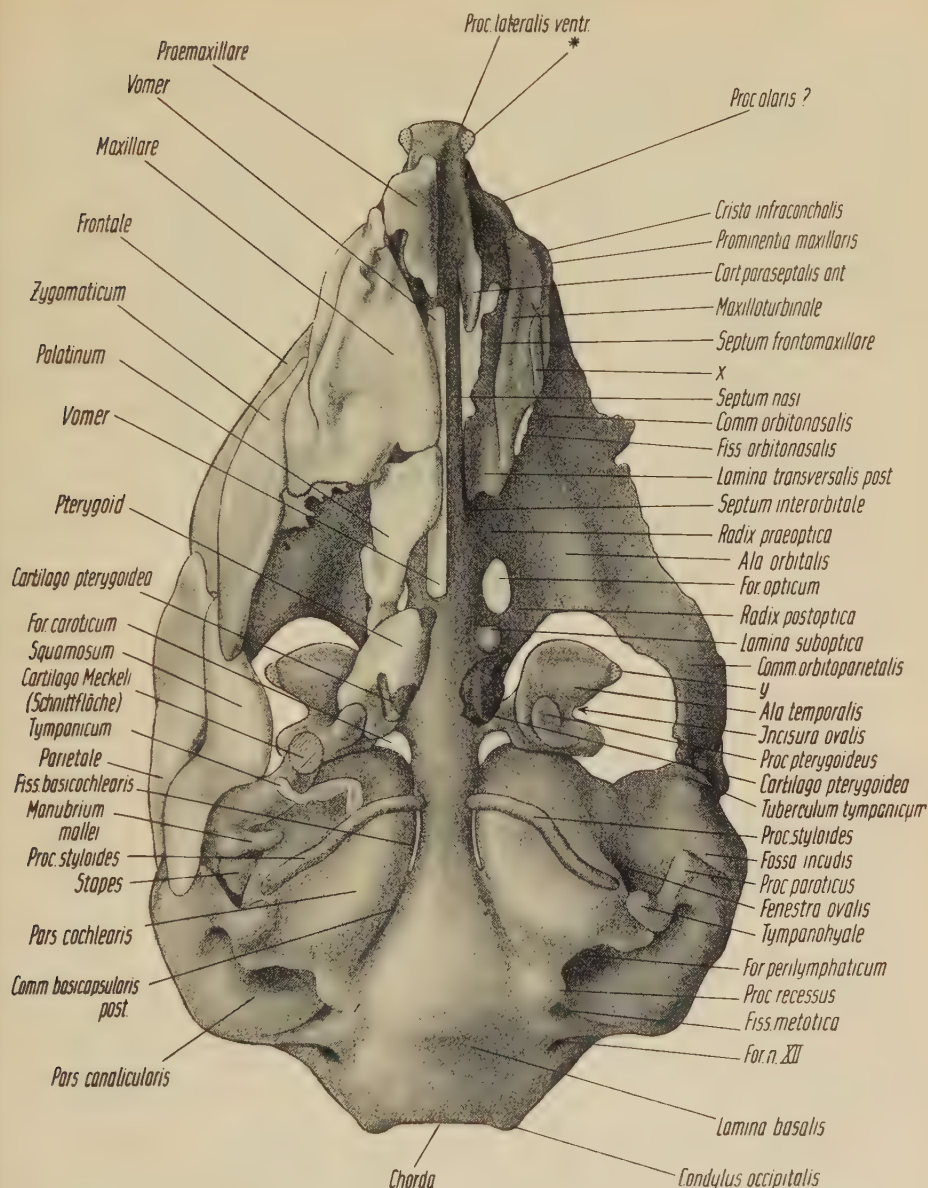 Proc. lateralis ventr.
*
Praemaxillare
Vomer
Maxillare
Frontale
Zygomaticum
Palatinum
Vomer
Pterygoid
Cartilago pterygoidea
For. caroticum
Squamosum
Cartilago Meckeli
(Schnittfläche)
Tympanicum
Parietale
Fiss. basicochlearis
Manubrium
mallei
Proc. styloides
Stapes
Pars cochlearis
Comm basicapsularis
post.
Pars canalicularis
Chorda
Proc alaris ?
Crista infraconchalis
Prominentia maxillaris
Cart paraseptalis ant
Maxilloturbinale
Septum frontomaxillare
x
Septum nasi
Comm orbitonasalis
Fiss orbitonasalis
Lamina transversalis post
Septum interorbitale
Radix praeoptica
Ala orbitalis
For. opticum
Radix postoptica
Lamina suboptica
Comm. orbitoparietalis
y
Ala temporalis
Incisura ovalis
Proc pterygoideus
Cartilago pterygoidea
Tuberculum tympanicum
Proc. styloides
Fossa incudis
Proc paroticus
Fenestra ovalis
Tympanohyale
For perilymphaticum
Proc recessus
Fiss. metotica
For. n. XII
Lamina basalis
Condylus occipitalis